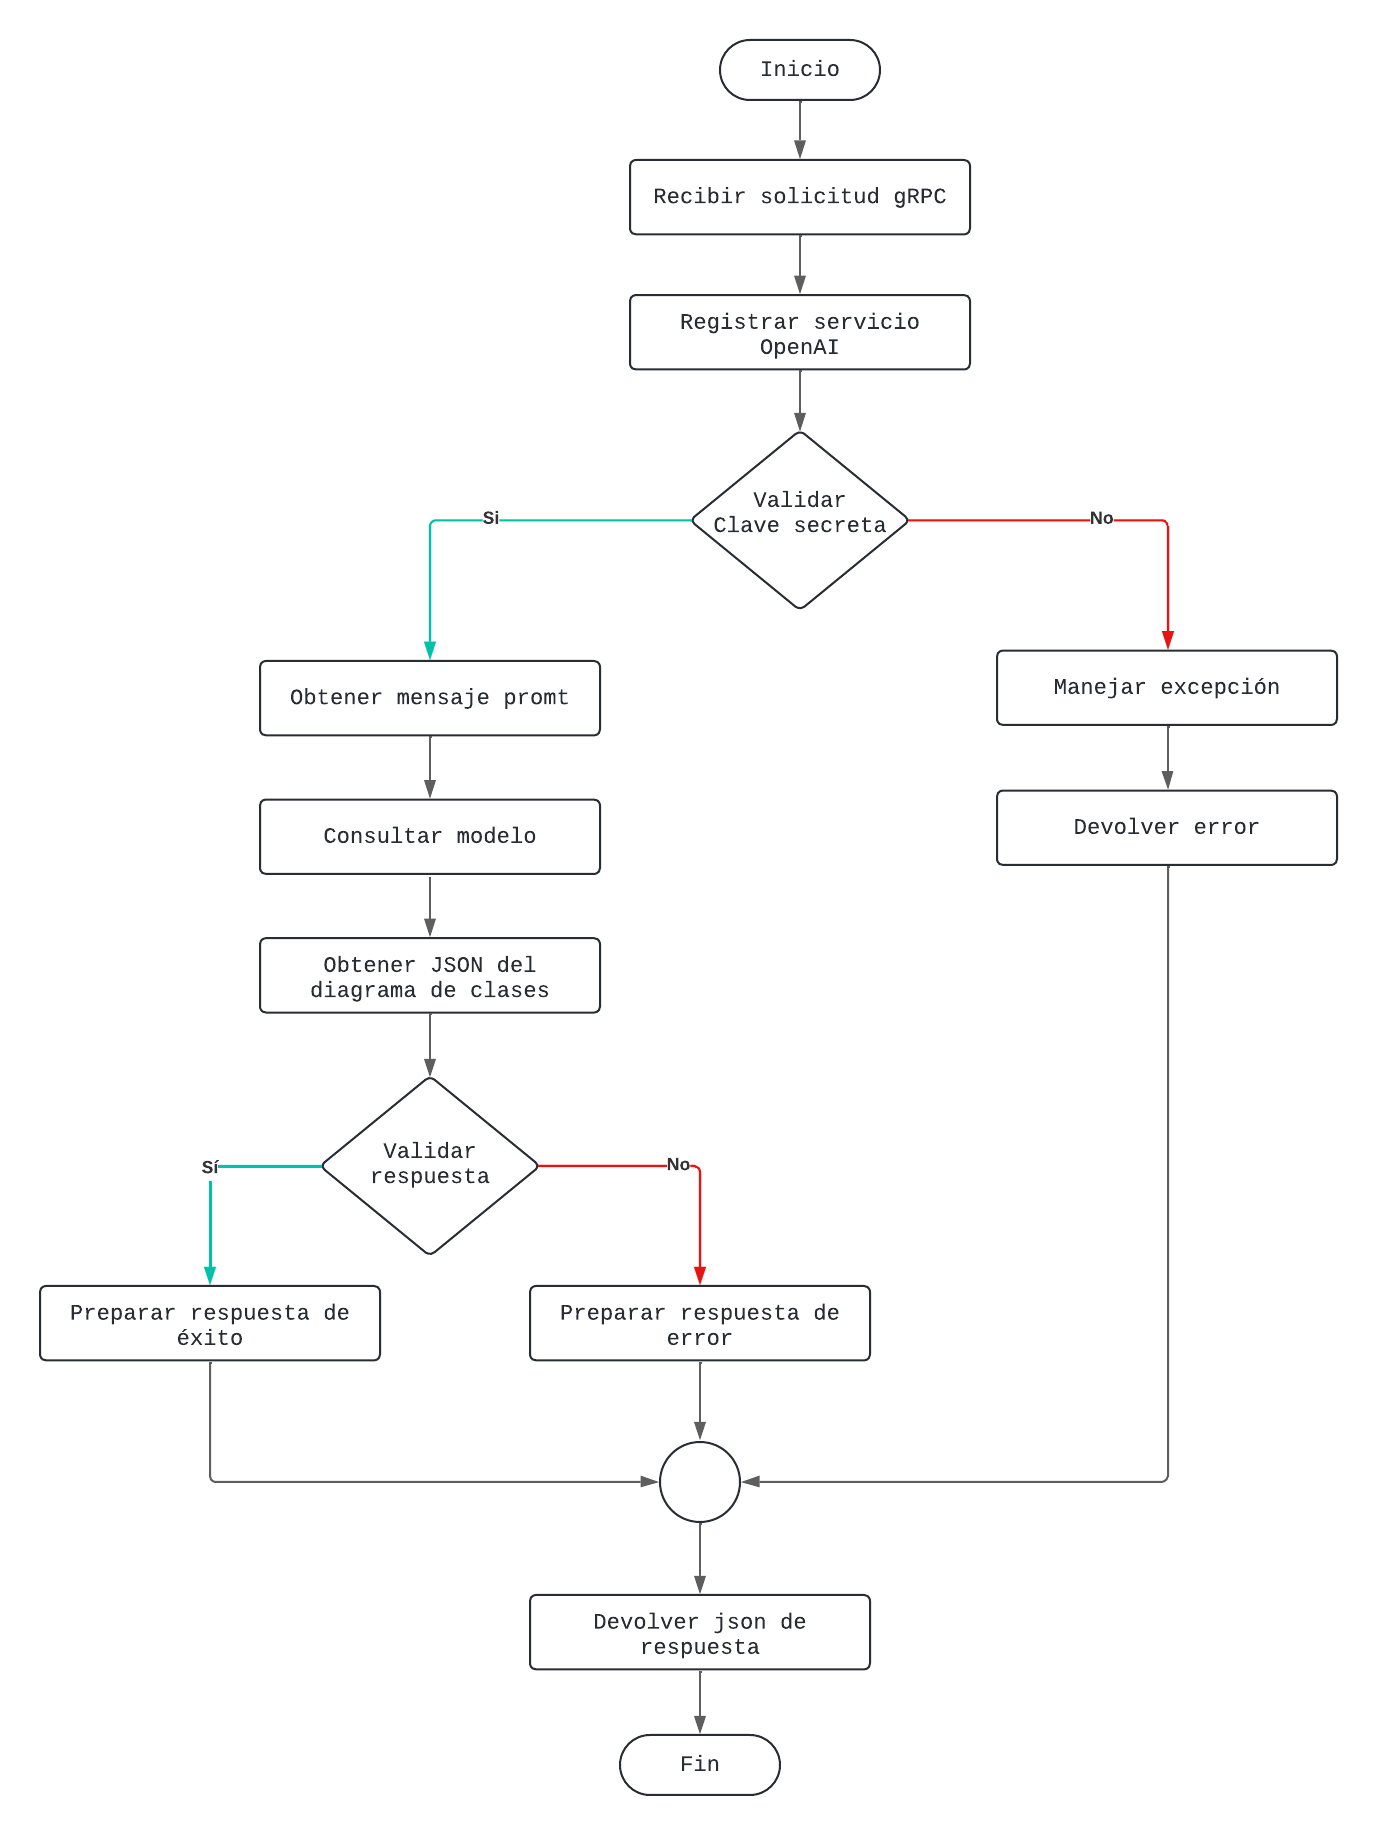 Inicio
Recibir solicitud gRPC
Registrar servicio
OpenAI
Validar
Clave secreta
Si
No
Obtener mensaje promt
Manejar excepción
Consultar modelo
Devolver error
Obtener JSON del
diagrama de clases
Validar
respuesta
Sí
No
Preparar respuesta de
éxito
Preparar respuesta de
error
Devolver json de
respuesta
Fin